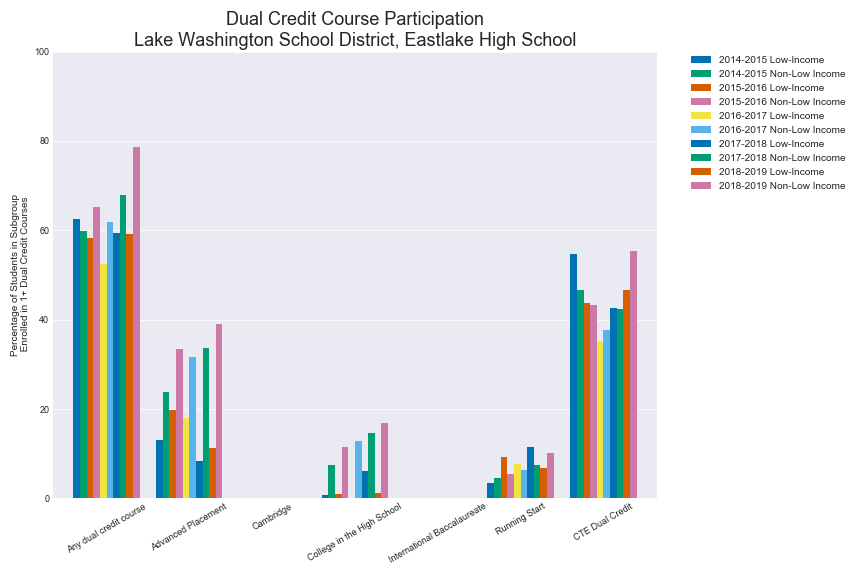 Dual Credit Course Participation
Lake Washington School District, Eastlake High School
Percentage of Students in Subgroup
Enrolled in 1+ Dual Credit Courses
100
80
60
40
20
0
Any dual credit course
Advanced Placement
Cambridge
College in the High School
International Baccalaureate
Running Start
CTE Dual Credit
2014-2015 Low-Income
2014-2015 Non-Low Income
2015-2016 Low-Income
2015-2016 Non-Low Income
2016-2017 Low-Income
2016-2017 Non-Low Income
2017-2018 Low-Income
2017-2018 Non-Low Income
2018-2019 Low-Income
2018-2019 Non-Low Income